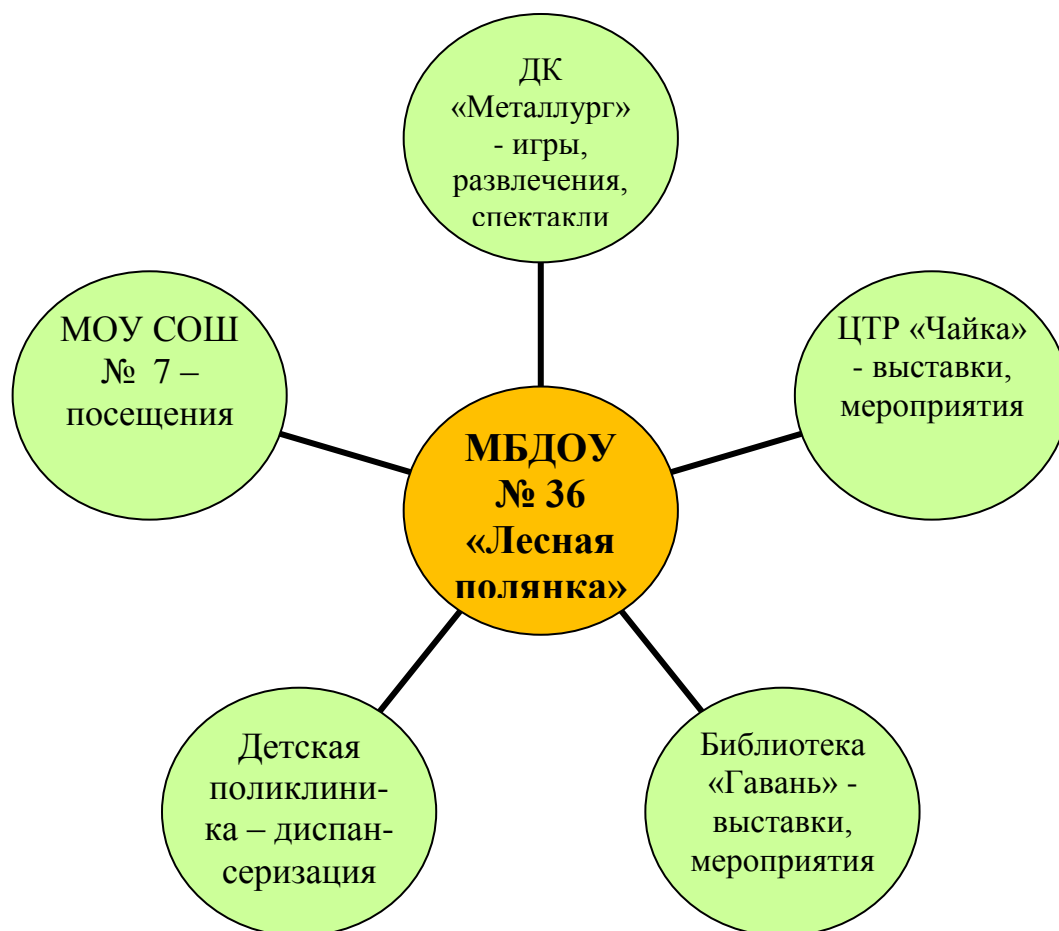 ДК
«Металлург»
- игры,
развлечения,
спектакли
МОУ СОШ
№ 7 –
посещения
ЦТР «Чайка»
- выставки,
мероприятия
МБДОУ
№ 36
«Лесная
полянка»
Детская
поликлини-
ка – диспан-
серизация
Библиотека
«Гавань» -
выставки,
мероприятия